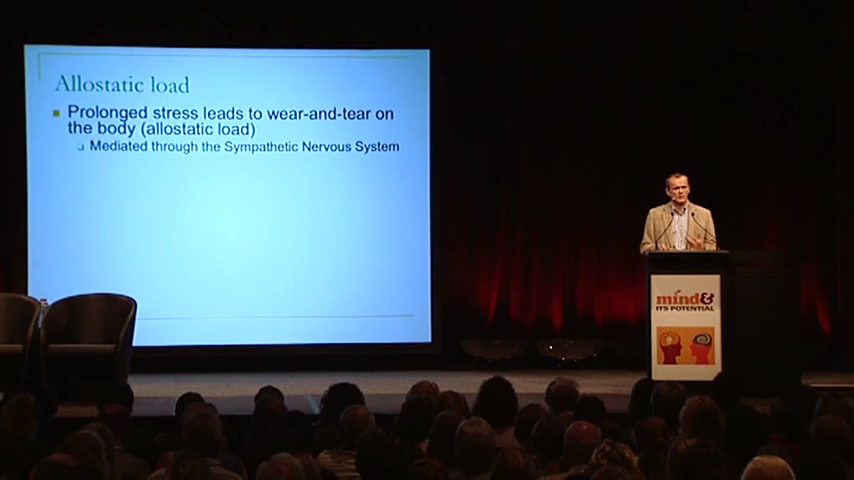 Allostatic load
Prolonged stress leads to wear-and-tear on
the body (allostatic load)
Mediated through the Sympathetic Nervous System
mind&
ITS POTENTIAL